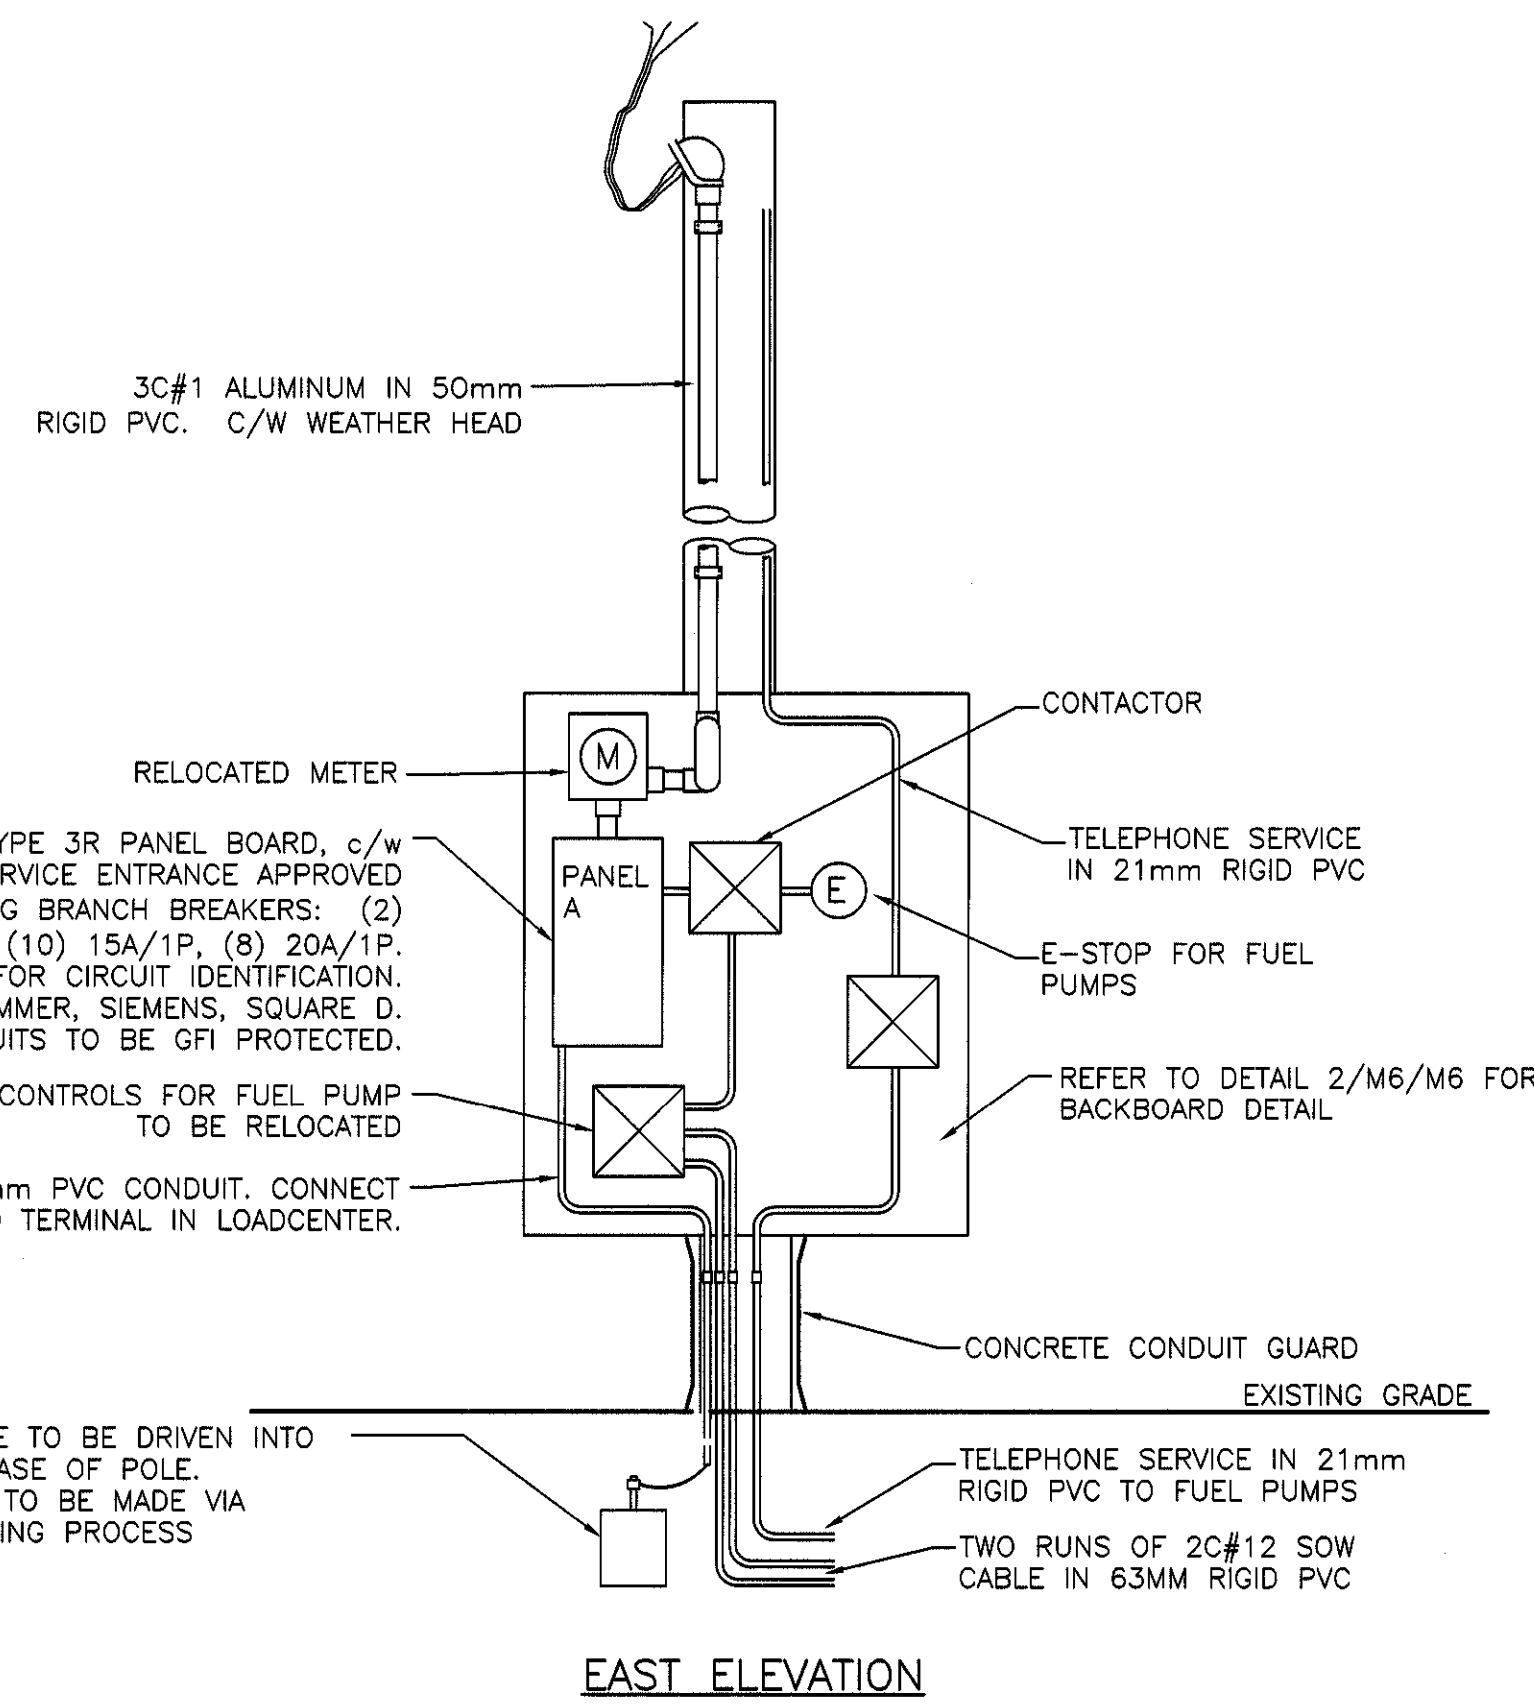 3C#1 ALUMINUM IN 50mm
RIGID PVC. C/W WEATHER HEAD
CONTACTOR
RELOCATED METER
M
TYPE 3R PANEL BOARD, c/w
SERVICE ENTRANCE APPROVED
G BRANCH BREAKERS: (2)
(10) 15A/1P, (8) 20A/1P.
FOR CIRCUIT IDENTIFICATION.
MMER, SIEMENS, SQUARE D.
UITS TO BE GFI PROTECTED.
PANEL
A
E
TELEPHONE SERVICE
IN 21mm RIGID PVC
E-STOP FOR FUEL
PUMPS
CONTROLS FOR FUEL PUMP
TO BE RELOCATED
REFER TO DETAIL 2/M6/M6 FOR
BACKBOARD DETAIL
m PVC CONDUIT. CONNECT
TERMINAL IN LOADCENTER.
CONCRETE CONDUIT GUARD
EXISTING GRADE
E TO BE DRIVEN INTO
ASE OF POLE.
TO BE MADE VIA
ING PROCESS
TELEPHONE SERVICE IN 21mm
RIGID PVC TO FUEL PUMPS
TWO RUNS OF 2C#12 SOW
CABLE IN 63MM RIGID PVC
EAST ELEVATION